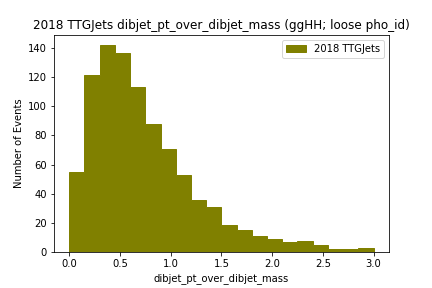 2018 TTGJets dibjet_pt_over_dibjet_mass (ggHH; loose pho_id)
2018 TTGJets
Number of Events
140
120
100
80
60
40
20
0
0.0 0.5 1.0 1.5 2.0 2.5 3.0
dibjet_pt_over_dibjet_mass